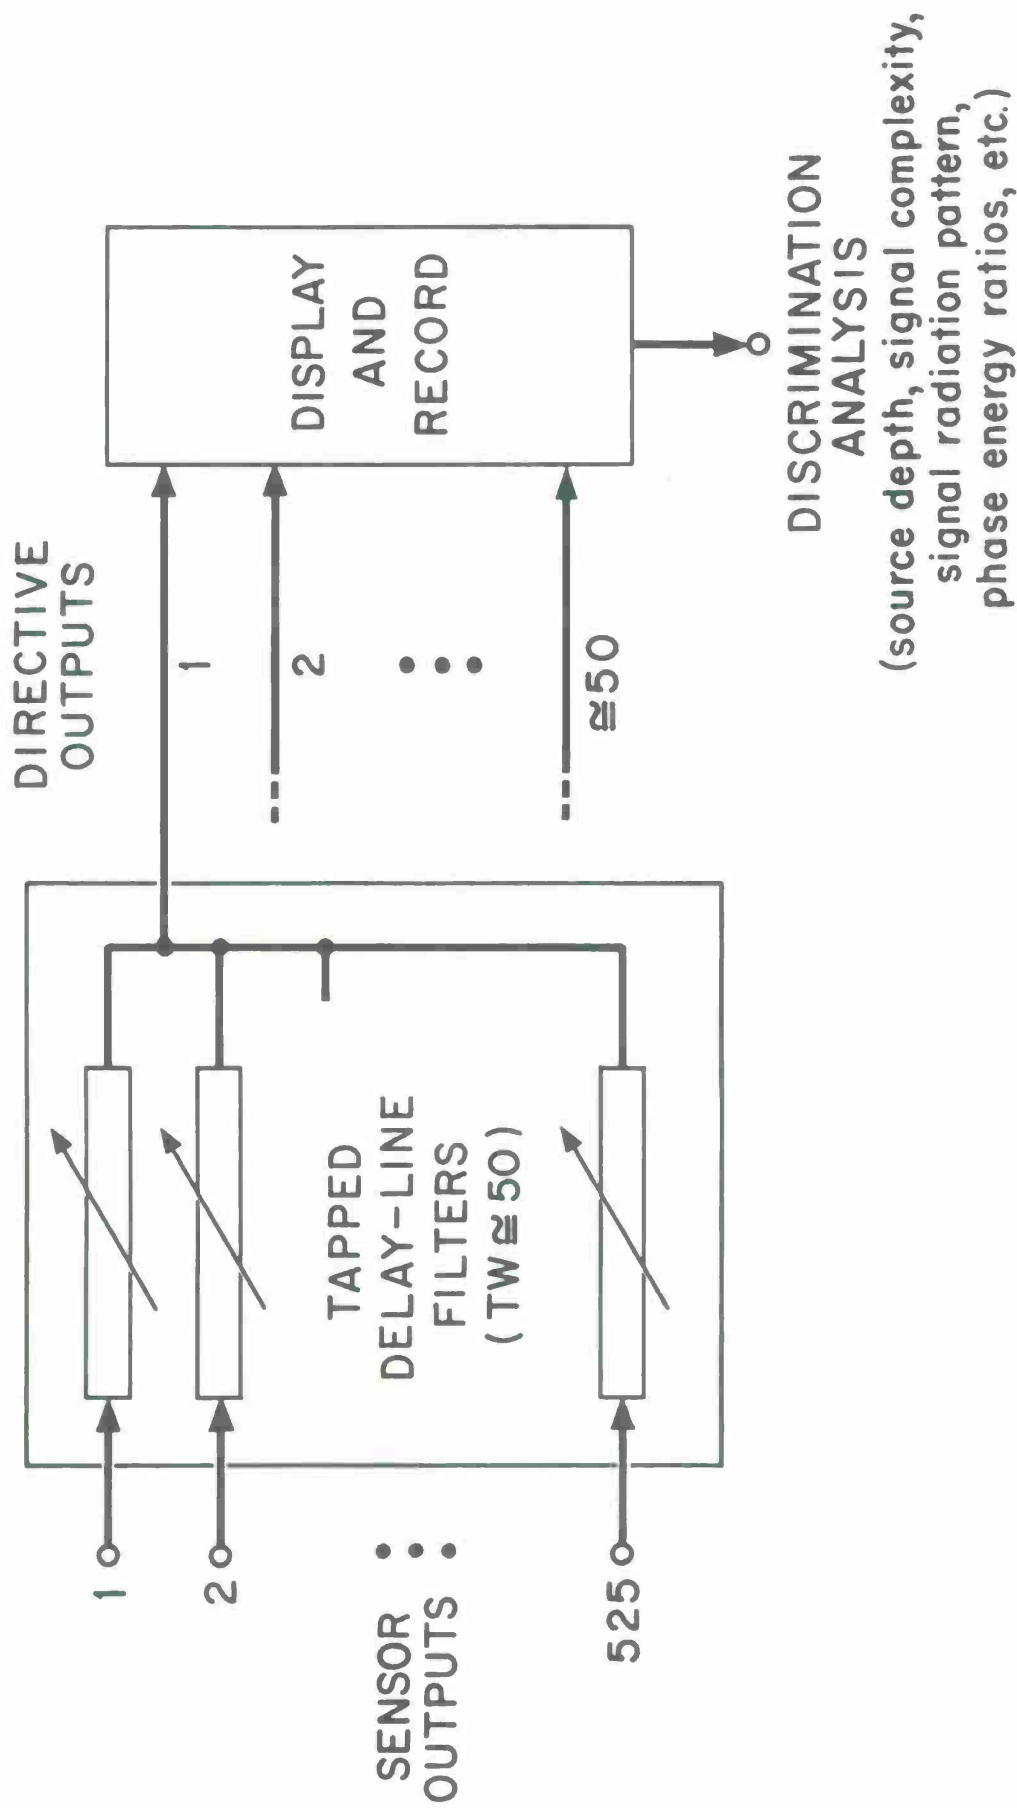 DIRECTIVE
OUTPUTS
1
2
≅50
DISPLAY
AND
RECORD
1
2
SENSOR
OUTPUTS
525
TAPPED
DELAY-LINE
FILTERS
(TW≅50)
DISCRIMINATION
ANALYSIS
(source depth, signal complexity,
signal radiation pattern,
phase energy ratios, etc.)